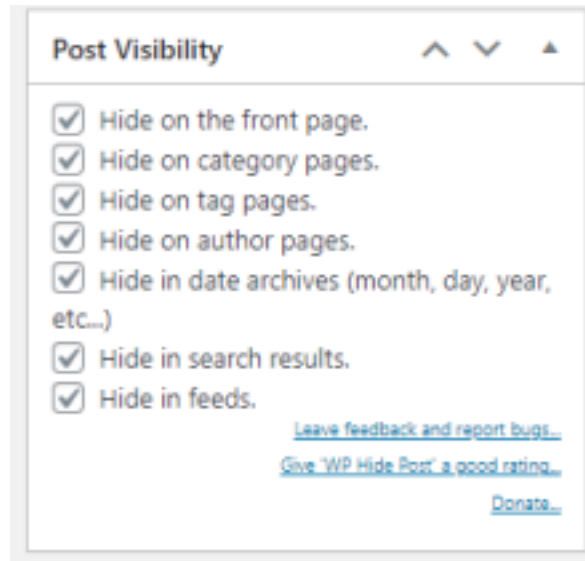 Post Visibility
Hide on the front page.
Hide on category pages.
Hide on tag pages.
Hide on author pages.
Hide in date archives (month, day, year,
etc...)
Hide in search results.
Hide in feeds.
Leave feedback and report bugs...
Give 'WP Hide Post' a good rating...
Donate...